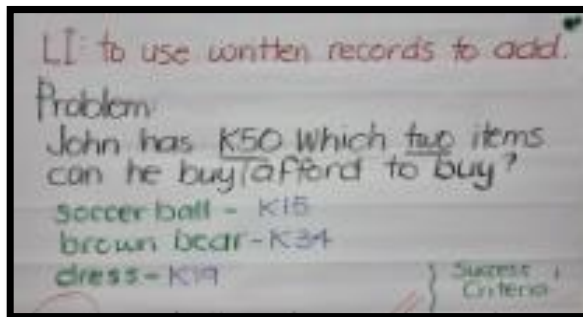 LI: to use written records to add.
Problem
John has K50 Which two items
can he buy/afford to buy?
soccer ball - K15
brown bear - K34
dress - K19
Success
Criteria